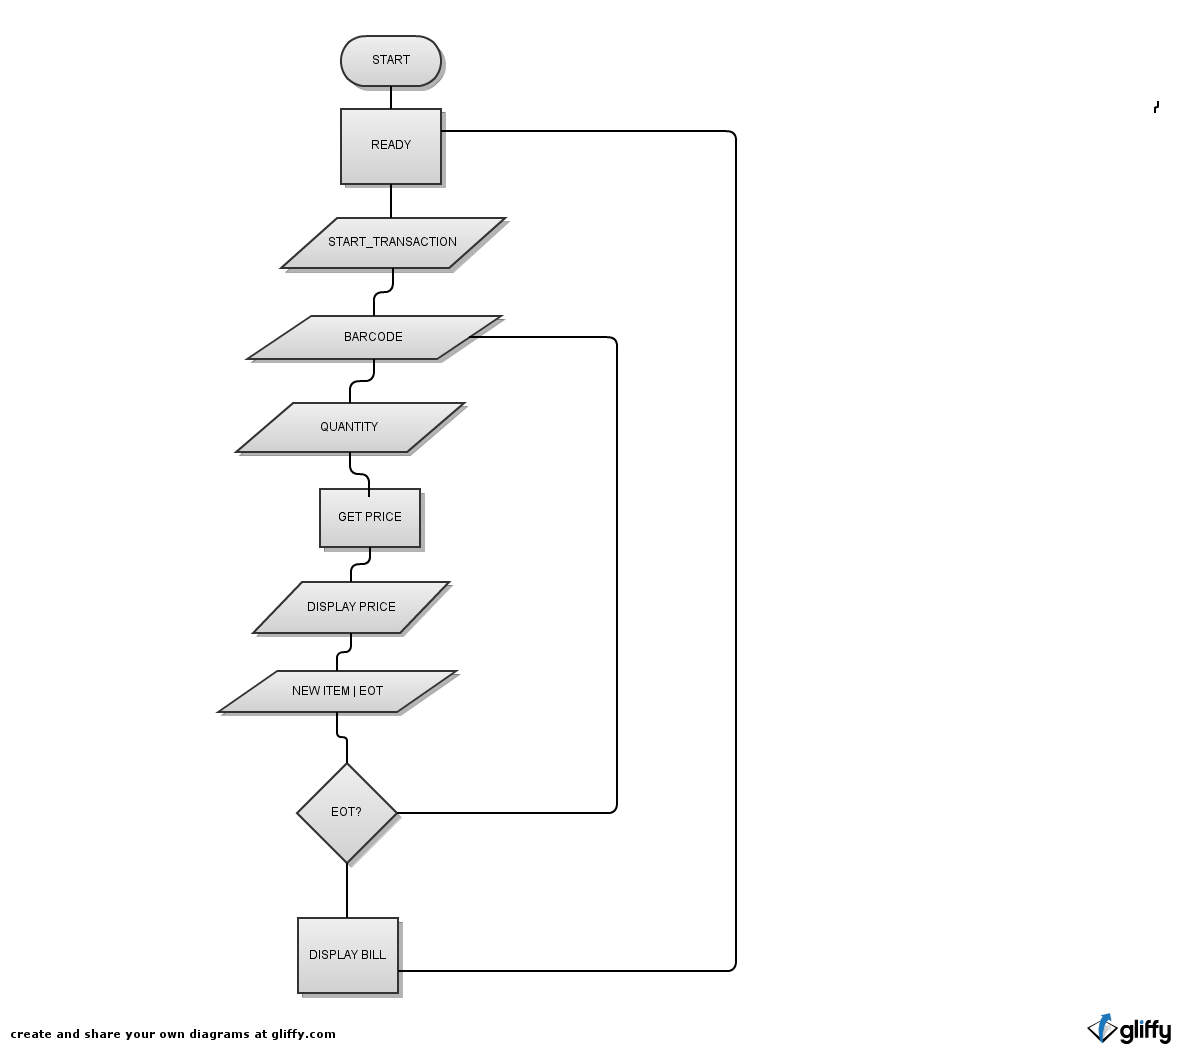 START
READY
START_TRANSACTION
BARCODE
QUANTITY
GET PRICE
DISPLAY PRICE
NEW ITEM | EOT
EOT?
DISPLAY BILL
create and share your own diagrams at gliffy.com
gliffy